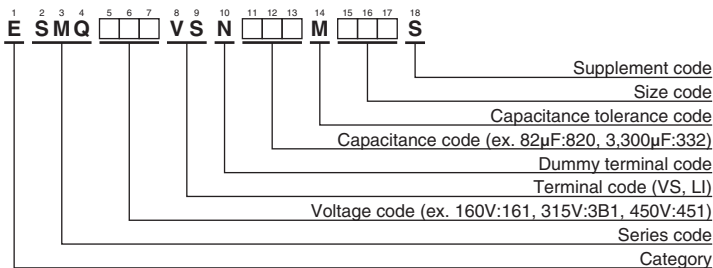 1 2 3 4 5 6 7 8 9 10 11 12 13 14 15 16 17 18
E SMQ □□□ VS N □□□ M □□□ S
Supplement code
Size code
Capacitance tolerance code
Capacitance code (ex. 82μF:820, 3,300μF:332)
Dummy terminal code
Terminal code (VS, LI)
Voltage code (ex. 160V:161, 315V:3B1, 450V:451)
Series code
Category